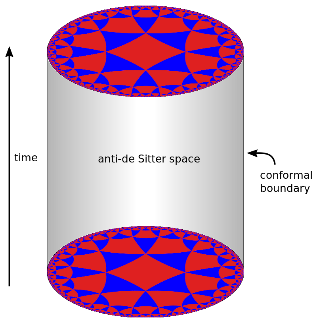 time
anti-de Sitter space
conformal
boundary